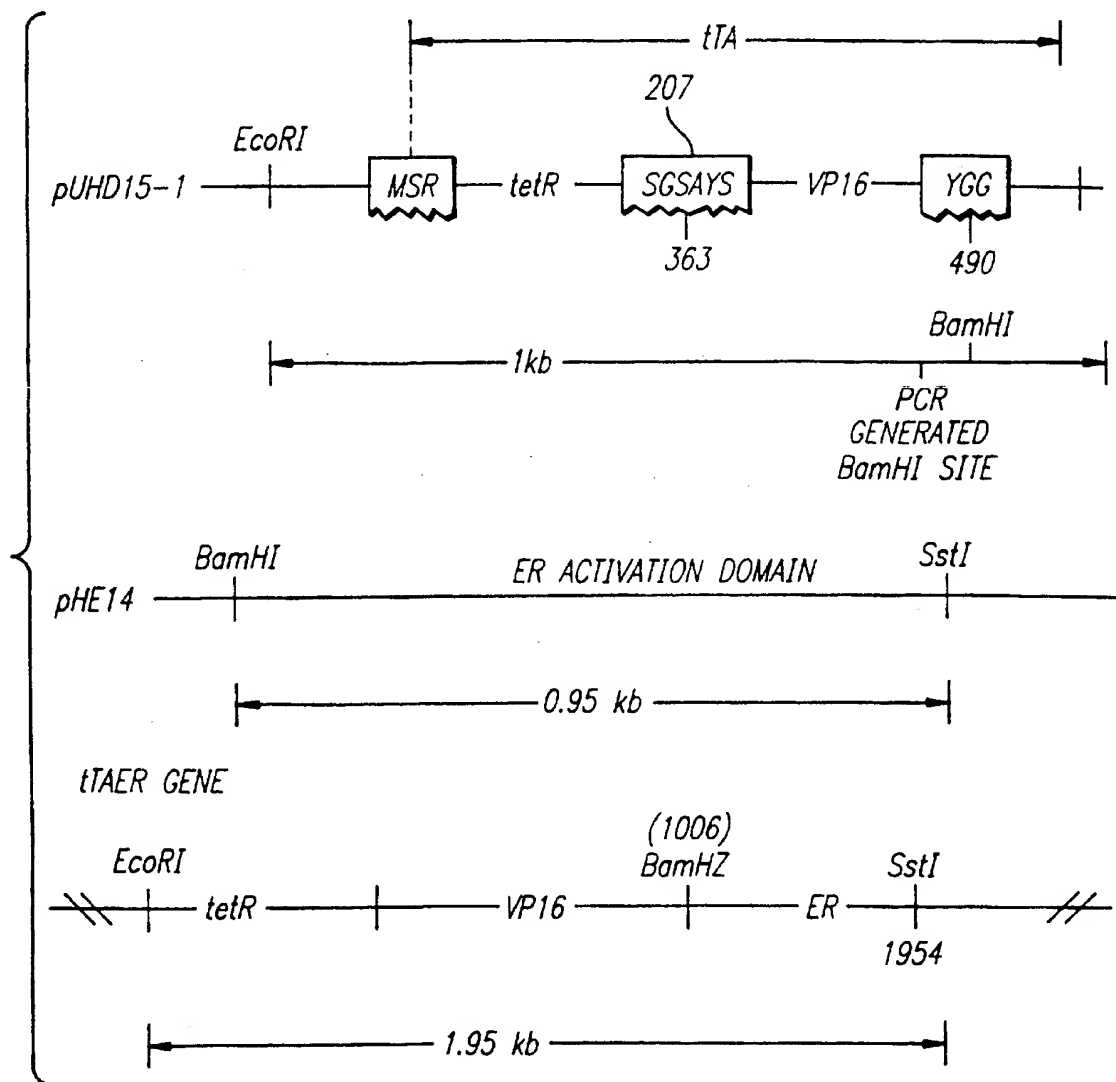 tTA
207
EcoRI
pUHD15-1 MSR tetR SGSAYS VP16 YGG
363 490
BamHI
1kb
PCR
GENERATED
BamHI SITE
BamHI ER ACTIVATION DOMAIN SstI
pHE14
0.95 kb
tTAER GENE
(1006)
EcoRI BamHZ SstI
tetR VP16 ER
1954
1.95 kb